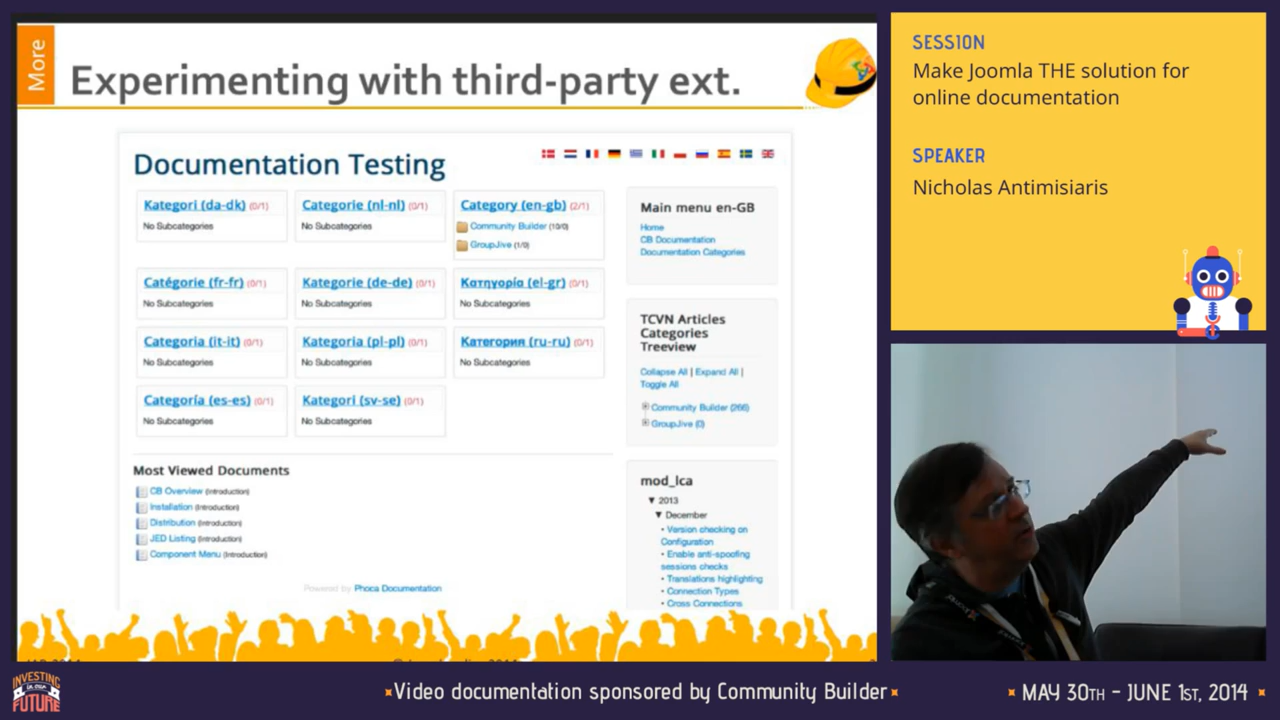 More
Experimenting with third-party ext.
Documentation Testing
Kategori (da-dk) (0/1)
No Subcategories
Categorie (nl-nl) (0/1)
No Subcategories
Category (en-gb) (2/1)
Community Builder (10/0)
GroupJive (1/0)
Catégorie (fr-fr) (0/1)
No Subcategories
Kategorie (de-de) (0/1)
No Subcategories
Κατηγορία (el-gr) (0/1)
No Subcategories
Categoria (it-it) (0/1)
No Subcategories
Kategoria (pl-pl) (0/1)
No Subcategories
Категория (ru-ru) (0/1)
No Subcategories
Categoría (es-es) (0/1)
No Subcategories
Kategori (sv-se) (0/1)
No Subcategories
Most Viewed Documents
CB Overview (Introduction)
Installation (Introduction)
Distribution (Introduction)
JED Listing (Introduction)
Component Menu (Introduction)
Powered by Phoca Documentation
Main menu en-GB
Home
CB Documentation
Documentation Categories
TCVN Articles
Categories
Treeview
Collapse All | Expand All |
Toggle All
Community Builder (266)
GroupJive (0)
mod_lca
▼ 2013
▼ December
• Version checking on
Configuration
• Enable anti-spoofing
sessions checks
• Translations highlighting
• Connection Types
• Cross Connections
SESSION
Make Joomla THE solution for
online documentation
SPEAKER
Nicholas Antimisiaris
INVESTING
IN OUR
FUTURE
Video documentation sponsored by Community Builder
MAY 30TH - JUNE 1ST, 2014